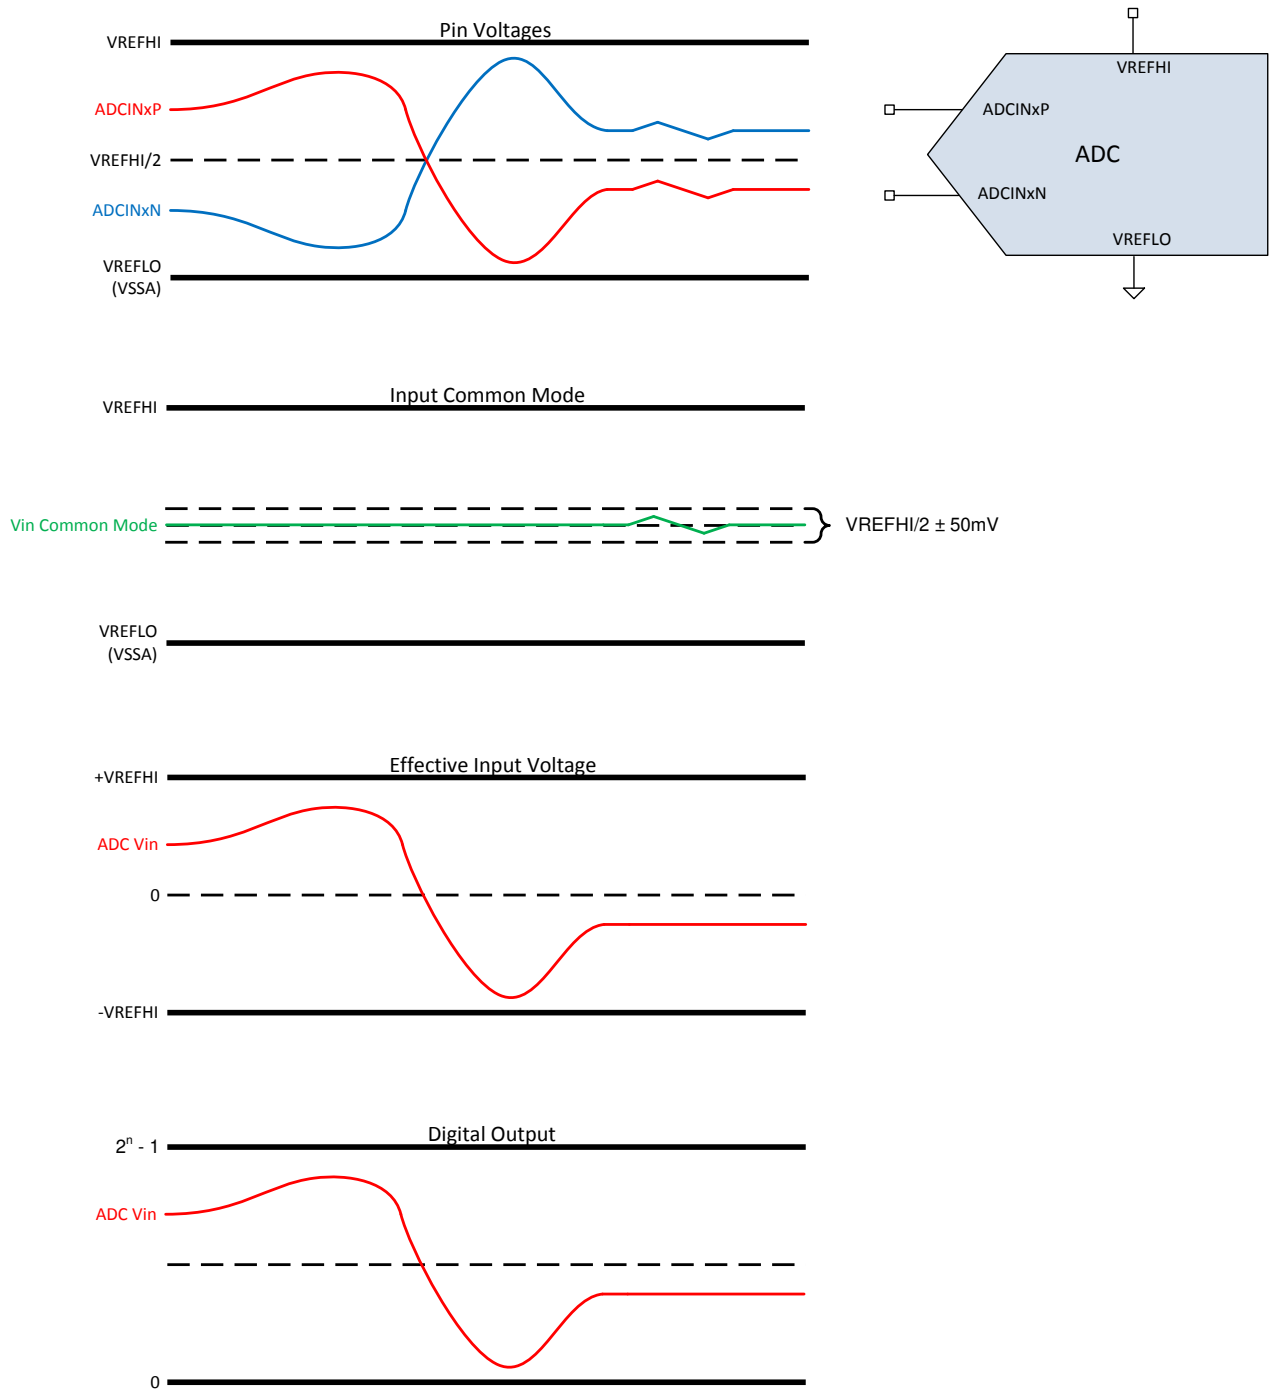 Pin Voltages
VREFHI
ADCINxP
VREFHI/2
ADCINxN
VREFLO
(VSSA)
VREFHI
ADCINxP
ADC
ADCINxN
VREFLO
Input Common Mode
VREFHI
Vin Common Mode
VREFHI/2 ± 50mV
VREFLO
(VSSA)
Effective Input Voltage
+VREFHI
ADC Vin
0
-VREFHI
Digital Output
2ⁿ - 1
ADC Vin
0